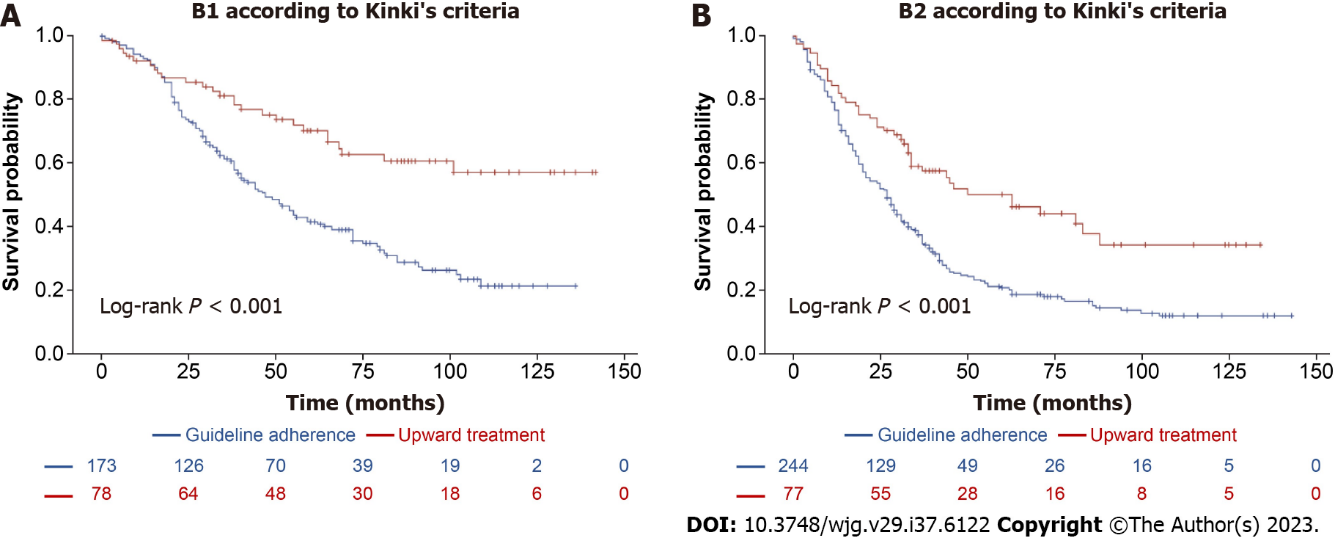 A B1 according to Kinki's criteria
1.0
0.8
0.6
0.4
0.2
0.0
Survival probability
Log-rank P < 0.001
0 25 50 75 100 125 150
Time (months)
Guideline adherence Upward treatment
173 126 70 39 19 2 0
78 64 48 30 18 6 0
B B2 according to Kinki's criteria
1.0
0.8
0.6
0.4
0.2
0.0
Survival probability
Log-rank P < 0.001
0 25 50 75 100 125 150
Time (months)
Guideline adherence Upward treatment
244 129 49 26 16 5 0
77 55 28 16 8 5 0
DOI: 10.3748/wjg.v29.i37.6122 Copyright ©The Author(s) 2023.